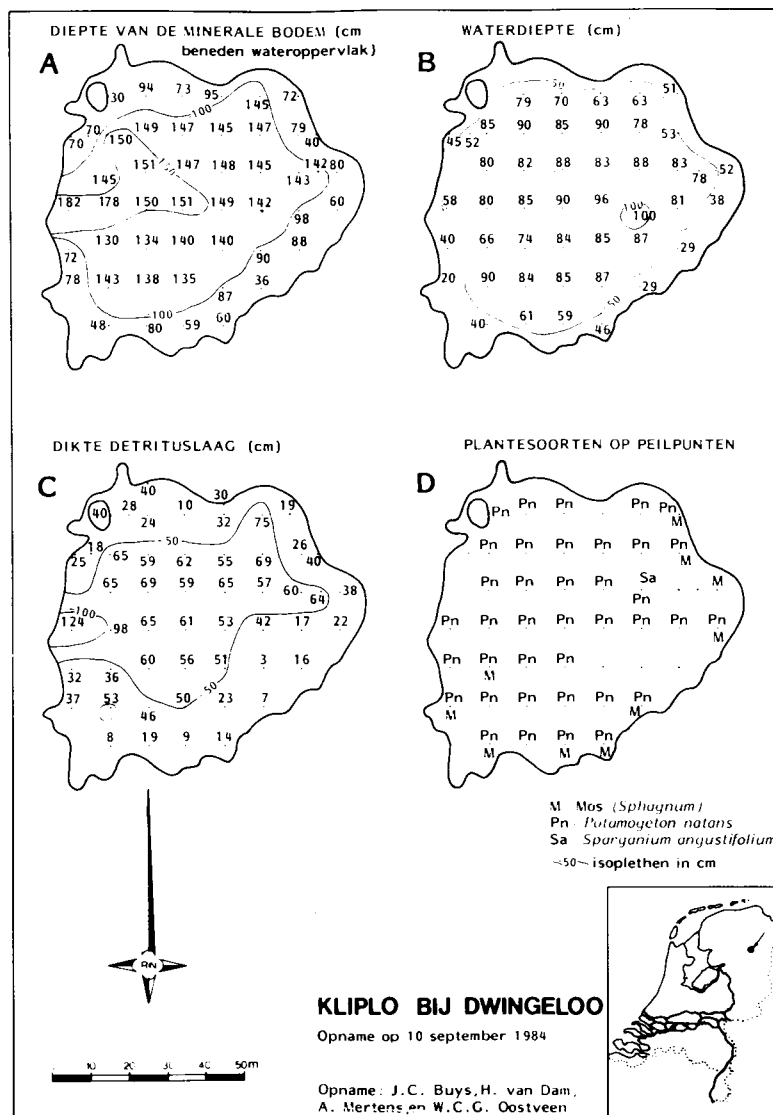 DIEPTE VAN DE MINERALE BODEM (cm
beneden wateroppervlak)
A
94 73 95 72
30 145
100
70 149 147 145 147 79
70 150 40
50
151 147 148 145 142 80
145 143
182 178 150 151 149 142 60
98
130 134 140 140 88
72 90
78 143 138 135 36
87
100
48 80 59 60
WATERDIEPTE (cm)
B
50 51
79 70 63 63
85 90 85 90 78
45 52 53
80 82 88 83 88 83 52
78
58 80 85 90 96 81 38
100
100
40 66 74 84 85 87 29
20 90 84 85 87 29
50
61 59
40 46
DIKTE DETRITUSLAAG (cm)
C
40 30
40 28 10 19
24 32 75
50
18 26
25 65 59 62 55 69 40
65 69 59 65 57 60 38
64
100
124 98 65 61 53 42 17 22
60 56 51 3 16
32 36
50
37 53 50 23 7
46
8 19 9 14
PLANTESOORTEN OP PEILPUNTEN
D
Pn Pn Pn Pn Pn
M
Pn Pn Pn Pn Pn Pn
M
Pn Pn Pn Pn Sa M
Pn
Pn Pn Pn Pn Pn Pn Pn Pn
M
Pn Pn Pn Pn
M
Pn Pn Pn Pn Pn Pn
M M
Pn Pn Pn Pn
M M M
M Mos (Sphagnum)
Pn Potamogeton natans
Sa Sparganium angustifolium
50 isoplethen in cm
RN
KLIPLO BIJ DWINGELOO
Opname op 10 september 1984
10 20 30 40 50m
Opname: J.C. Buys, H. van Dam,
A. Mertens en W.C.G. Oostveen